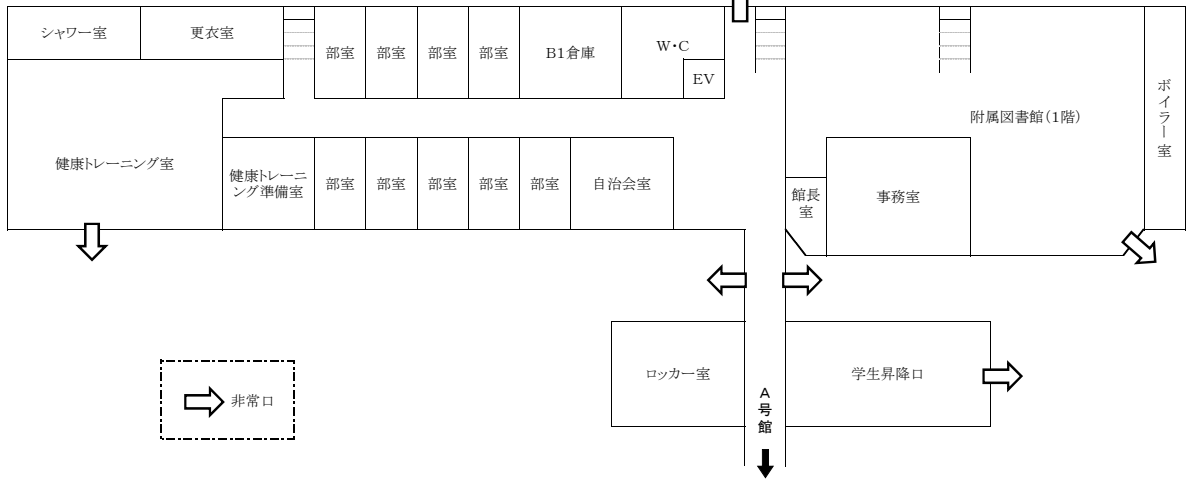 シャワー室
更衣室
部室
部室
部室
部室
B1倉庫
W・C
EV
附属図書館(1階)
ボイラー室
健康トレーニング室
健康トレーニ
ング準備室
部室
部室
部室
部室
部室
自治会室
館長
室
事務室
ロッカー室
学生昇降口
A号館
非常口